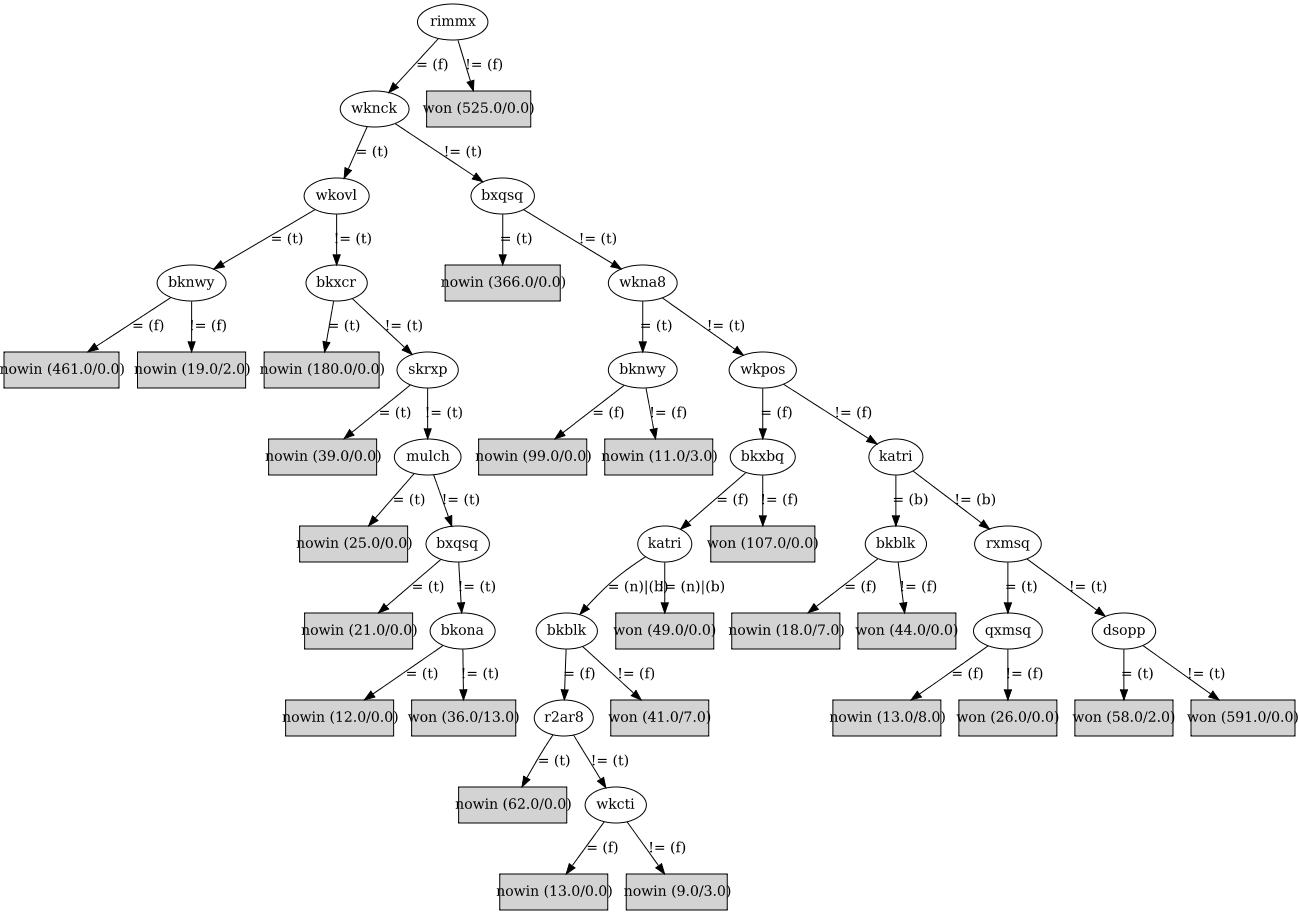 rimmx
= (f)
!= (f)
wknck
won (525.0/0.0)
= (t)
!= (t)
wkovl
bxqsq
= (t)
!= (t)
= (t)
!= (t)
bknwy
bkxcr
nowin (366.0/0.0)
wkna8
= (f)
!= (f)
= (t)
!= (t)
= (t)
!= (t)
nowin (461.0/0.0)
nowin (19.0/2.0)
nowin (180.0/0.0)
skrxp
bknwy
wkpos
= (t)
!= (t)
= (f)
!= (f)
= (f)
!= (f)
nowin (39.0/0.0)
mulch
nowin (99.0/0.0)
nowin (11.0/3.0)
bkxbq
katri
= (t)
!= (t)
= (f)
!= (f)
= (b)
!= (b)
nowin (25.0/0.0)
bxqsq
katri
won (107.0/0.0)
bkblk
rxmsq
= (t)
!= (t)
= (n)|(b)
!= (n)|(b)
= (f)
!= (f)
= (t)
!= (t)
nowin (21.0/0.0)
bkona
bkblk
won (49.0/0.0)
nowin (18.0/7.0)
won (44.0/0.0)
qxmsq
dsopp
= (t)
!= (t)
= (f)
!= (f)
= (f)
!= (f)
= (t)
!= (t)
nowin (12.0/0.0)
won (36.0/13.0)
r2ar8
won (41.0/7.0)
nowin (13.0/8.0)
won (26.0/0.0)
won (58.0/2.0)
won (591.0/0.0)
= (t)
!= (t)
nowin (62.0/0.0)
wkcti
= (f)
!= (f)
nowin (13.0/0.0)
nowin (9.0/3.0)